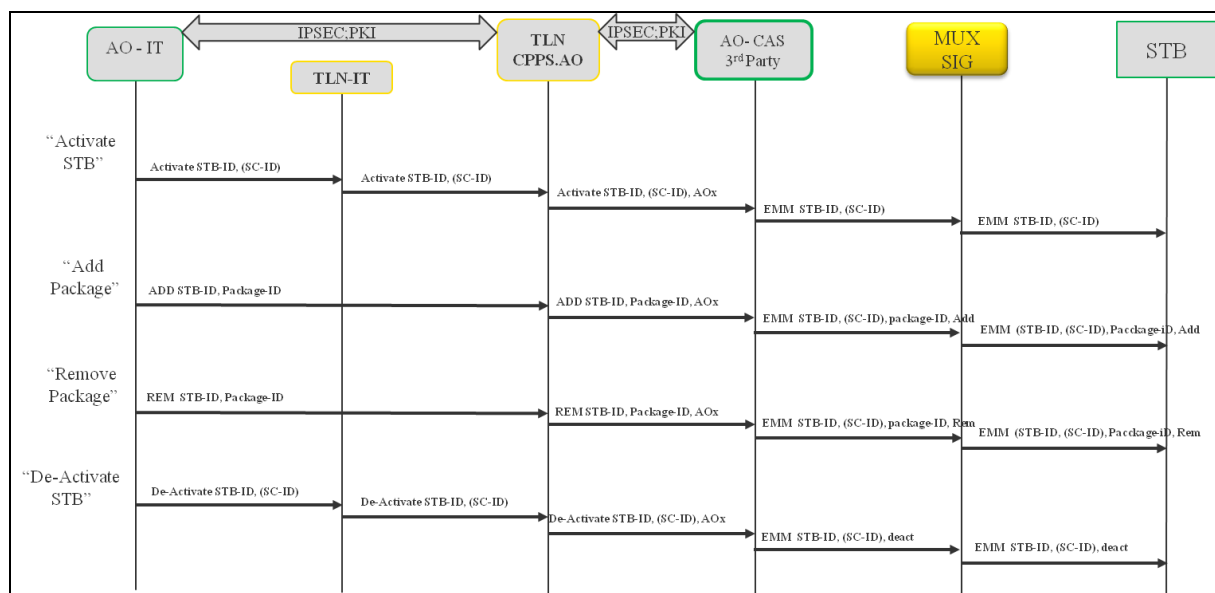 IPSEC;PKI
IPSEC;PKI
AO - IT
TLN-IT
TLN
CPPS.AO
AO- CAS
3rd Party
MUX
SIG
STB
“Activate
STB”
Activate STB-ID, (SC-ID)
Activate STB-ID, (SC-ID)
Activate STB-ID, (SC-ID), AOx
EMM STB-ID, (SC-ID)
EMM STB-ID, (SC-ID)
“Add
Package”
ADD STB-ID, Package-ID
ADD STB-ID, Package-ID, AOx
EMM STB-ID, (SC-ID), package-ID, Add
EMM (STB-ID, (SC-ID), Pacckage-iD, Add
“Remove
Package”
REM STB-ID, Package-ID
REM STB-ID, Package-ID, AOx
EMM STB-ID, (SC-ID), package-ID, Rem
EMM (STB-ID, (SC-ID), Pacckage-iD, Rem
“De-Activate
STB”
De-Activate STB-ID, (SC-ID)
De-Activate STB-ID, (SC-ID)
De-Activate STB-ID, (SC-ID), AOx
EMM STB-ID, (SC-ID), deact
EMM STB-ID, (SC-ID), deact